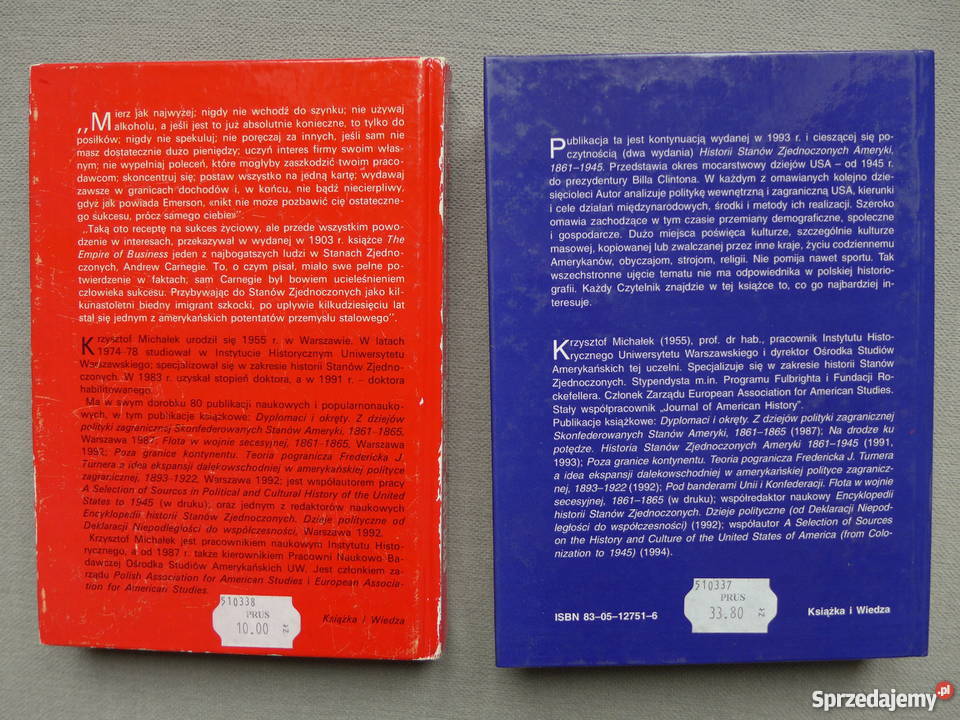 „Mierz jak najwyżej; nigdy nie wchodź do szynku; nie używaj
alkoholu, a jeśli jest to już absolutnie konieczne, to tylko do
posiłków; nigdy nie spekuluj; nie poręczaj za innych, jeśli sam nie
masz dostatecznie dużo pieniędzy; uczyń interes firmy swoim włas-
nym; nie wypełniaj poleceń, które mogłyby zaszkodzić twoim praco-
dawcom; skoncentruj się; postaw wszystko na jedną kartę; wydawaj
zawsze w granicach dochodów i, w końcu, nie bądź niecierpliwy,
gdyż jak powiada Emerson, «nikt nie może pozbawić cię ostateczne-
go sukcesu, prócz samego ciebie»”.
„Taką oto receptę na sukces życiowy, ale przede wszystkim powo-
dzenie w interesach, przekazywał w wydanej w 1903 r. książce The
Empire of Business jeden z najbogatszych ludzi w Stanach Zjedno-
czonych, Andrew Carnegie. To, o czym pisał, miało swe pełne po-
twierdzenie w faktach; sam Carnegie był bowiem ucieleśnieniem
człowieka sukcesu. Przybywając do Stanów Zjednoczonych jako kil-
kunastoletni biedny imigrant szkocki, po upływie kilkudziesięciu lat
stał się jednym z amerykańskich potentatów przemysłu stalowego”.
Krzysztof Michałek urodził się 1955 r. w Warszawie. W latach
1974-78 studiował w Instytucie Historycznym Uniwersytetu
Warszawskiego; specjalizował się w zakresie historii Stanów Zjedno-
czonych. W 1983 r. uzyskał stopień doktora, a w 1991 r. – doktora
habilitowanego.
Ma w swym dorobku 80 publikacji naukowych i popularnonauko-
wych, w tym publikacje książkowe: Dyplomaci i okręty. Z dziejów
polityki zagranicznej Skonfederowanych Stanów Ameryki, 1861-1865,
Warszawa 1987; Flota w wojnie secesyjnej, 1861-1865, Warszawa
1992; Poza granice kontynentu. Teoria pogranicza Fredericka J.
Turnera a idea ekspansji dalekowschodniej w amerykańskiej polityce
zagranicznej, 1893-1922, Warszawa 1992; jest współautorem pracy
A Selection of Sources in Political and Cultural History of the United
States to 1945 (w druku), oraz jednym z redaktorów naukowych
Encyklopedii historii Stanów Zjednoczonych. Dzieje polityczne od
Deklaracji Niepodległości do współczesności, Warszawa 1992.
Krzysztof Michałek jest pracownikiem naukowym Instytutu Histo-
rycznego, a od 1987 r. także kierownikiem Pracowni Naukowo-Ba-
dawczej Ośrodka Studiów Amerykańskich UW. Jest członkiem za-
rządu Polish Association for American Studies i European Associa-
tion for American Studies.
510338
PRUS
10.00
Książka i Wiedza
Publikacja ta jest kontynuacją wydanej w 1993 r. i cieszącej się po-
czytnością (dwa wydania) Historii Stanów Zjednoczonych Ameryki,
1861–1945. Przedstawia okres mocarstwowy dziejów USA – od 1945 r.
do prezydentury Billa Clintona. W każdym z omawianych kolejno dzie-
sięcioleci Autor analizuje politykę wewnętrzną i zagraniczną USA, kierunki
i cele działań międzynarodowych, środki i metody ich realizacji. Szeroko
omawia zachodzące w tym czasie przemiany demograficzne, społeczne
i gospodarcze. Dużo miejsca poświęca kulturze, szczególnie kulturze
masowej, kopiowanej lub zwalczanej przez inne kraje, życiu codziennemu
Amerykanów, obyczajom, strojom, religii. Nie pomija nawet sportu. Tak
wszechstronne ujęcie tematu nie ma odpowiednika w polskiej historio-
grafii. Każdy Czytelnik znajdzie w tej książce to, co go najbardziej in-
teresuje.
Krzysztof Michałek (1955), prof. dr hab., pracownik Instytutu Histo-
rycznego Uniwersytetu Warszawskiego i dyrektor Ośrodka Studiów
Amerykańskich tej uczelni. Specjalizuje się w zakresie historii Stanów
Zjednoczonych. Stypendysta m.in. Programu Fulbrighta i Fundacji Ro-
ckefellera. Członek Zarządu European Association for American Studies.
Stały współpracownik „Journal of American History”.
Publikacje książkowe: Dyplomaci i okręty. Z dziejów polityki zagranicznej
Skonfederowanych Stanów Ameryki, 1861–1865 (1987); Na drodze ku
potędze. Historia Stanów Zjednoczonych Ameryki 1861–1945 (1991,
1993); Poza granice kontynentu. Teoria pogranicza Fredericka J. Turnera
a idea ekspansji dalekowschodniej w amerykańskiej polityce zagranicz-
nej, 1893–1922 (1992); Pod banderami Unii i Konfederacji. Flota w wojnie
secesyjnej. 1861–1865 (w druku); współredaktor naukowy Encyklopedii
historii Stanów Zjednoczonych. Dzieje polityczne (od Deklaracji Niepod-
ległości do współczesności) (1992); współautor A Selection of Sources
on the History and Culture of the United States of America (from Colo-
nization to 1945) (1994).
510337
PRUS
33.80
ISBN 83–05–12751–6
Książka i Wiedza
Sprzedajemy.pl